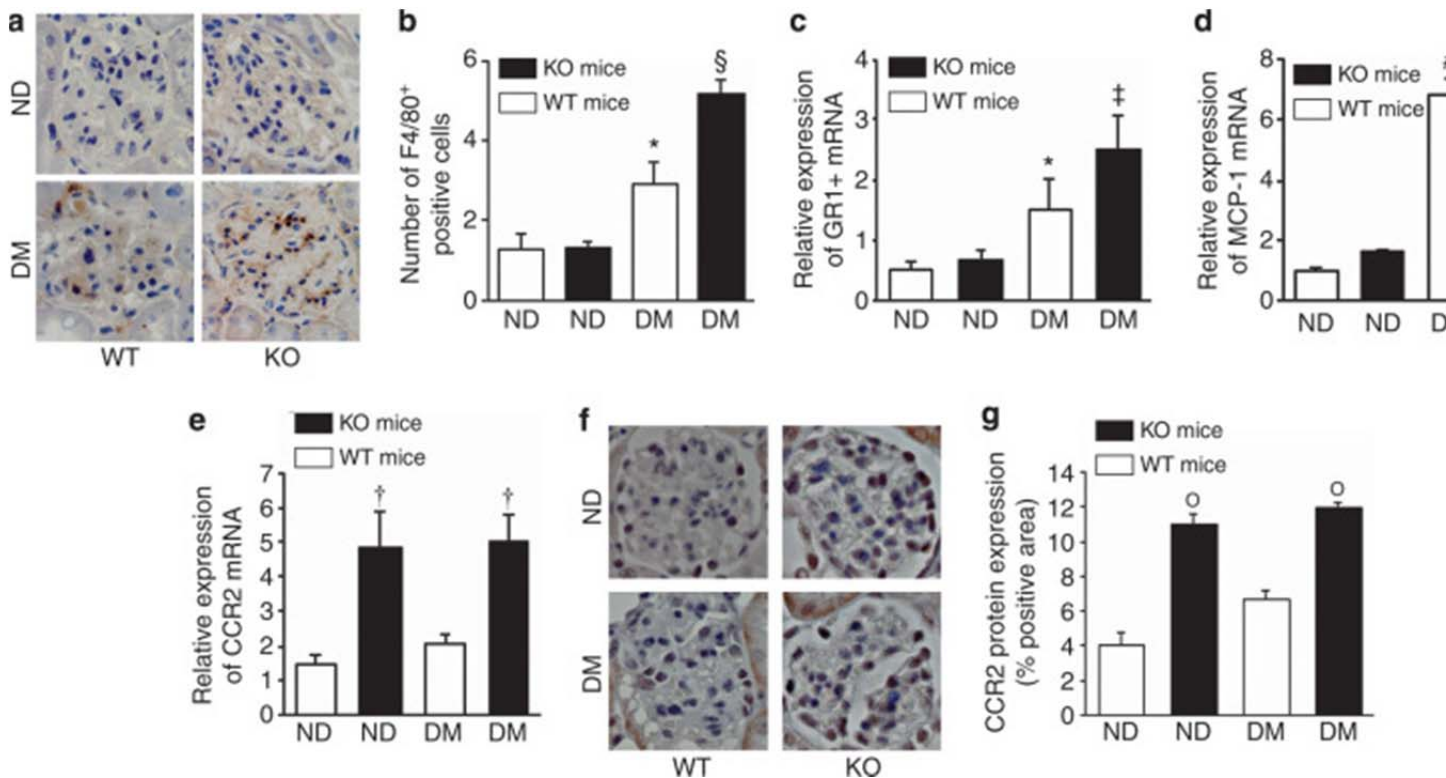 a
ND
DM
WT
KO
b
KO mice
WT mice
Number of F4/80+
positive cells
6
4
2
0
*
§
ND ND DM DM
c
KO mice
WT mice
Relative expression
of GR1+ mRNA
4
3
2
1
0
*
‡
ND ND DM DM
d
KO mice
WT mice
Relative expression
of MCP-1 mRNA
8
6
4
2
0
ND ND
e
KO mice
WT mice
Relative expression
of CCR2 mRNA
7
6
5
4
3
2
1
0
† †
ND ND DM DM
f
ND
DM
WT
KO
g
KO mice
WT mice
CCR2 protein expression
(% positive area)
14
12
10
8
6
4
2
0
O O
ND ND DM DM